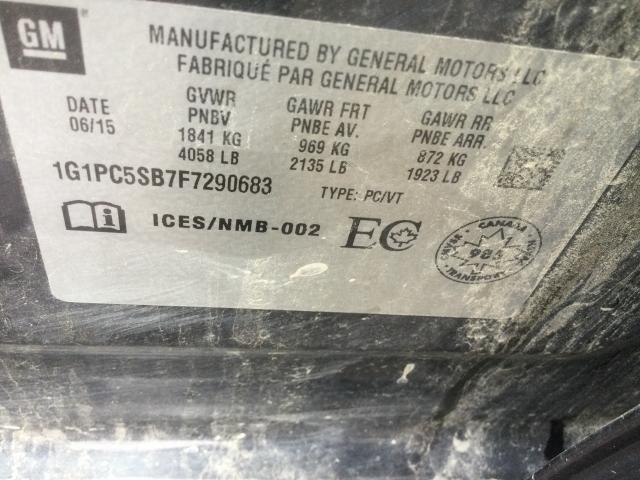 GM
MANUFACTURED BY GENERAL MOTORS LLC
FABRIQUÉ PAR GENERAL MOTORS LLC
DATE
06/15
GVWR
PNBV
1841 KG
4058 LB
GAWR FRT
PNBE AV.
969 KG
2135 LB
GAWR RR
PNBE ARR.
872 KG
1923 LB
1G1PC5SB7F7290683
TYPE: PC/VT
i ICES/NMB-002 EC
CANADA
TRANSPORT